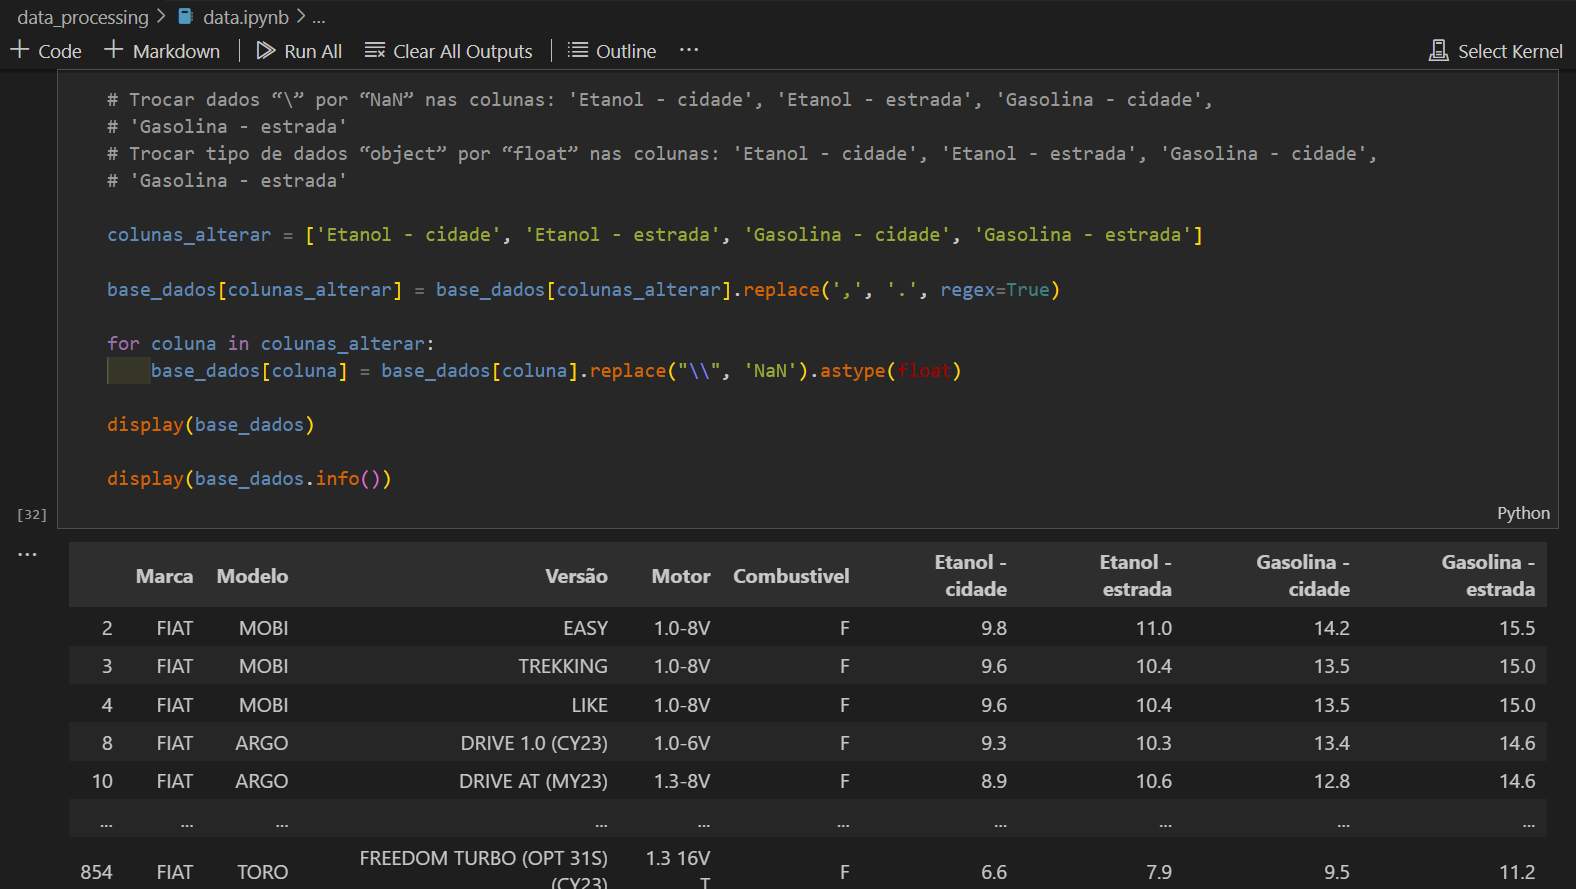 data_processing > data.ipynb > ...
+ Code + Markdown | Run All Clear All Outputs | Outline ... Select Kernel
# Trocar dados “\” por “NaN” nas colunas: 'Etanol - cidade', 'Etanol - estrada', 'Gasolina - cidade',
# 'Gasolina - estrada'
# Trocar tipo de dados “object” por “float” nas colunas: 'Etanol - cidade', 'Etanol - estrada', 'Gasolina - cidade',
# 'Gasolina - estrada'
colunas_alterar = ['Etanol - cidade', 'Etanol - estrada', 'Gasolina - cidade', 'Gasolina - estrada']
base_dados[colunas_alterar] = base_dados[colunas_alterar].replace(',', '.', regex=True)
for coluna in colunas_alterar:
    base_dados[coluna] = base_dados[coluna].replace("\\", 'NaN').astype(float)
display(base_dados)
display(base_dados.info())
[32] Python
...
Marca Modelo Versão Motor Combustivel Etanol - cidade Etanol - estrada Gasolina - cidade Gasolina - estrada
2 FIAT MOBI EASY 1.0-8V F 9.8 11.0 14.2 15.5
3 FIAT MOBI TREKKING 1.0-8V F 9.6 10.4 13.5 15.0
4 FIAT MOBI LIKE 1.0-8V F 9.6 10.4 13.5 15.0
8 FIAT ARGO DRIVE 1.0 (CY23) 1.0-6V F 9.3 10.3 13.4 14.6
10 FIAT ARGO DRIVE AT (MY23) 1.3-8V F 8.9 10.6 12.8 14.6
... ... ... ... ... ... ... ... ... ...
854 FIAT TORO FREEDOM TURBO (OPT 31S) (CY23) 1.3 16V T F 6.6 7.9 9.5 11.2